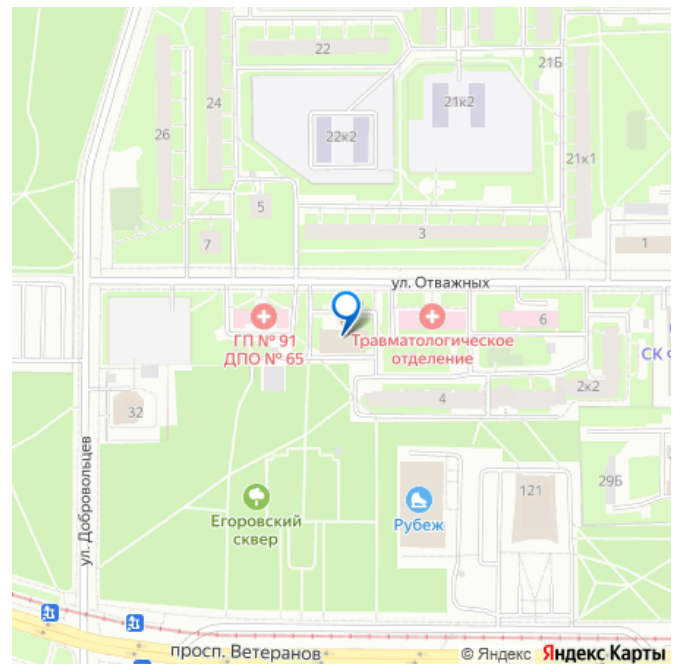 22
21Б
24
21к2
26
22к2
21к1
5
3
7
1
ул. Отважных
ГП № 91
ДПО № 65
Травматологическое
отделение
6
СК
2к2
4
32
ул. Добровольцев
Егоровский
сквер
Рубеж
121
29Б
просп. Ветеранов
© Яндекс Яндекс Карты